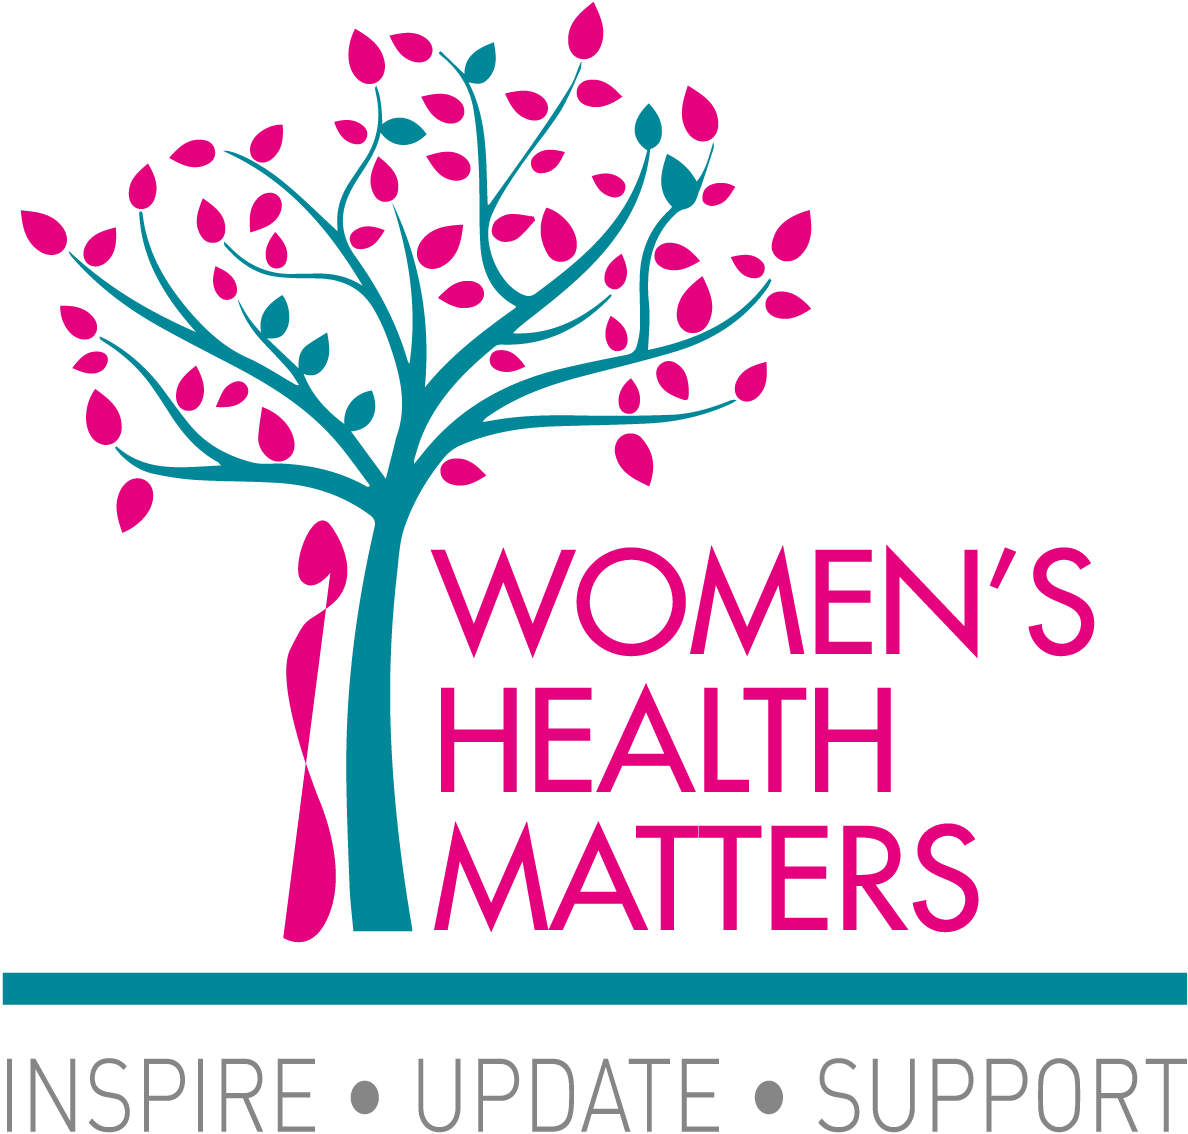 WOMEN’S
HEALTH
MATTERS
INSPIRE • UPDATE • SUPPORT